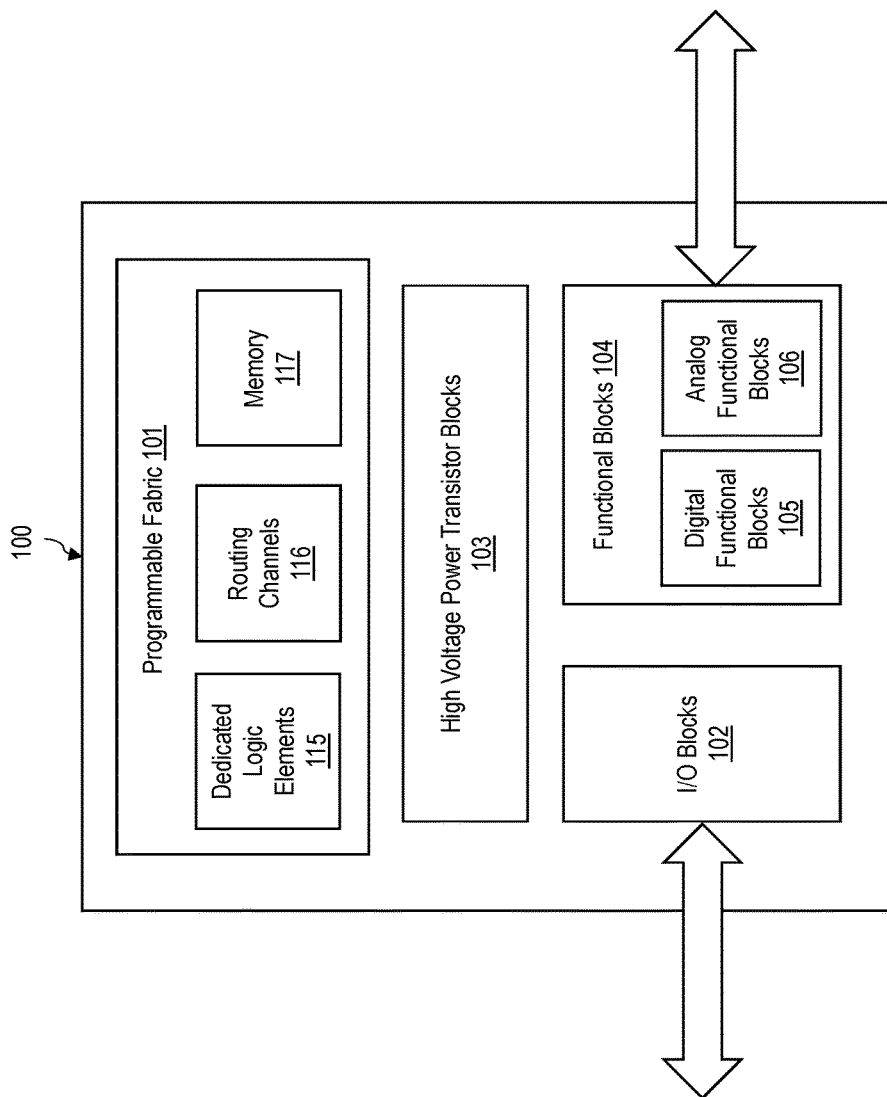 100
Programmable Fabric 101
Dedicated
Logic
Elements
115
Routing
Channels
116
Memory
117
High Voltage Power Transistor Blocks
103
I/O Blocks
102
Functional Blocks 104
Digital
Functional
Blocks
105
Analog
Functional
Blocks
106